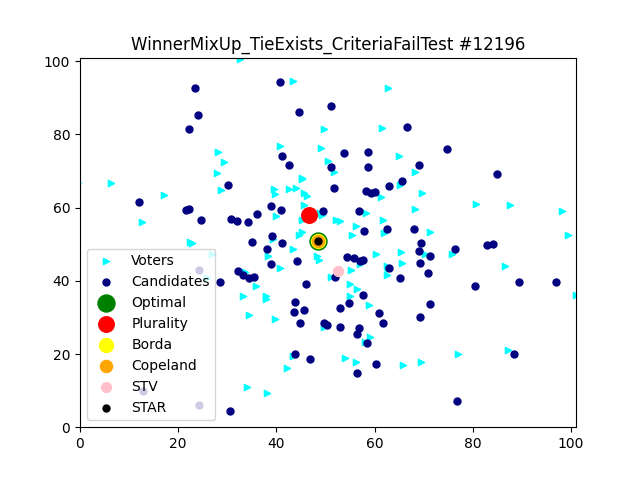 WinnerMixUp_TieExists_CriteriaFailTest #12196
100
80
60
40
20
0
Voters
Candidates
Optimal
Plurality
Borda
Copeland
STV
STAR
0 20 40 60 80 100